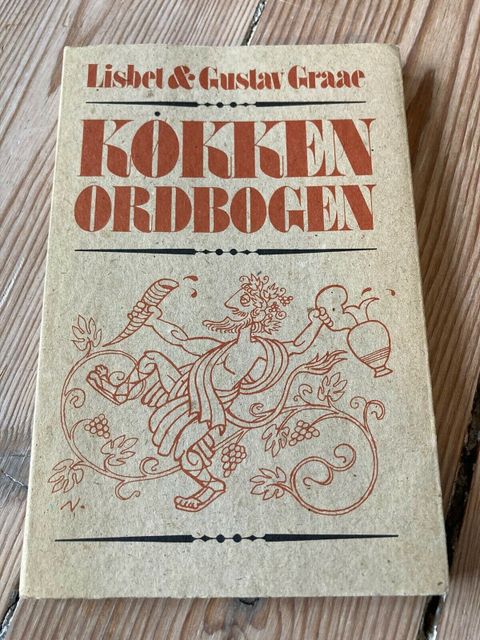 Lisbet & Gustav Graae
KØKKEN
ORDBOGEN